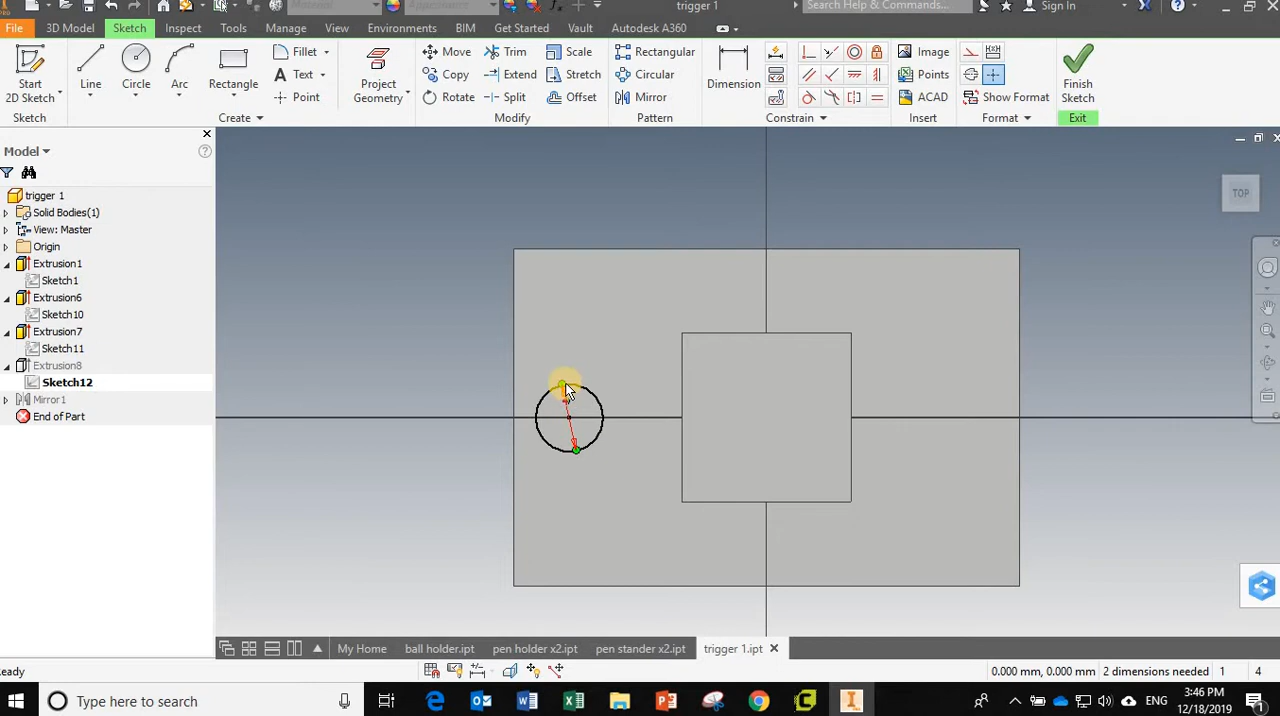 trigger 1
Search Help & Commands...
Sign In
File 3D Model Sketch Inspect Tools Manage View Environments BIM Get Started Vault Autodesk A360
Start
2D Sketch
Line
Circle
Arc
Rectangle
Fillet
Text
Point
Project
Geometry
Move
Copy
Rotate
Trim
Extend
Split
Scale
Stretch
Offset
Rectangular
Circular
Mirror
Dimension
Image
Points
ACAD
Show Format
Finish
Sketch
Sketch Create Modify Pattern Constrain Insert Format Exit
Model
trigger 1
Solid Bodies(1)
View: Master
Origin
Extrusion1
Sketch1
Extrusion6
Sketch10
Extrusion7
Sketch11
Extrusion8
Sketch12
Mirror1
End of Part
TOP
My Home ball holder.ipt pen holder x2.ipt pen stander x2.ipt trigger 1.ipt
eady
0.000 mm, 0.000 mm 2 dimensions needed 1 4
Type here to search
ENG
3:46 PM
12/18/2019